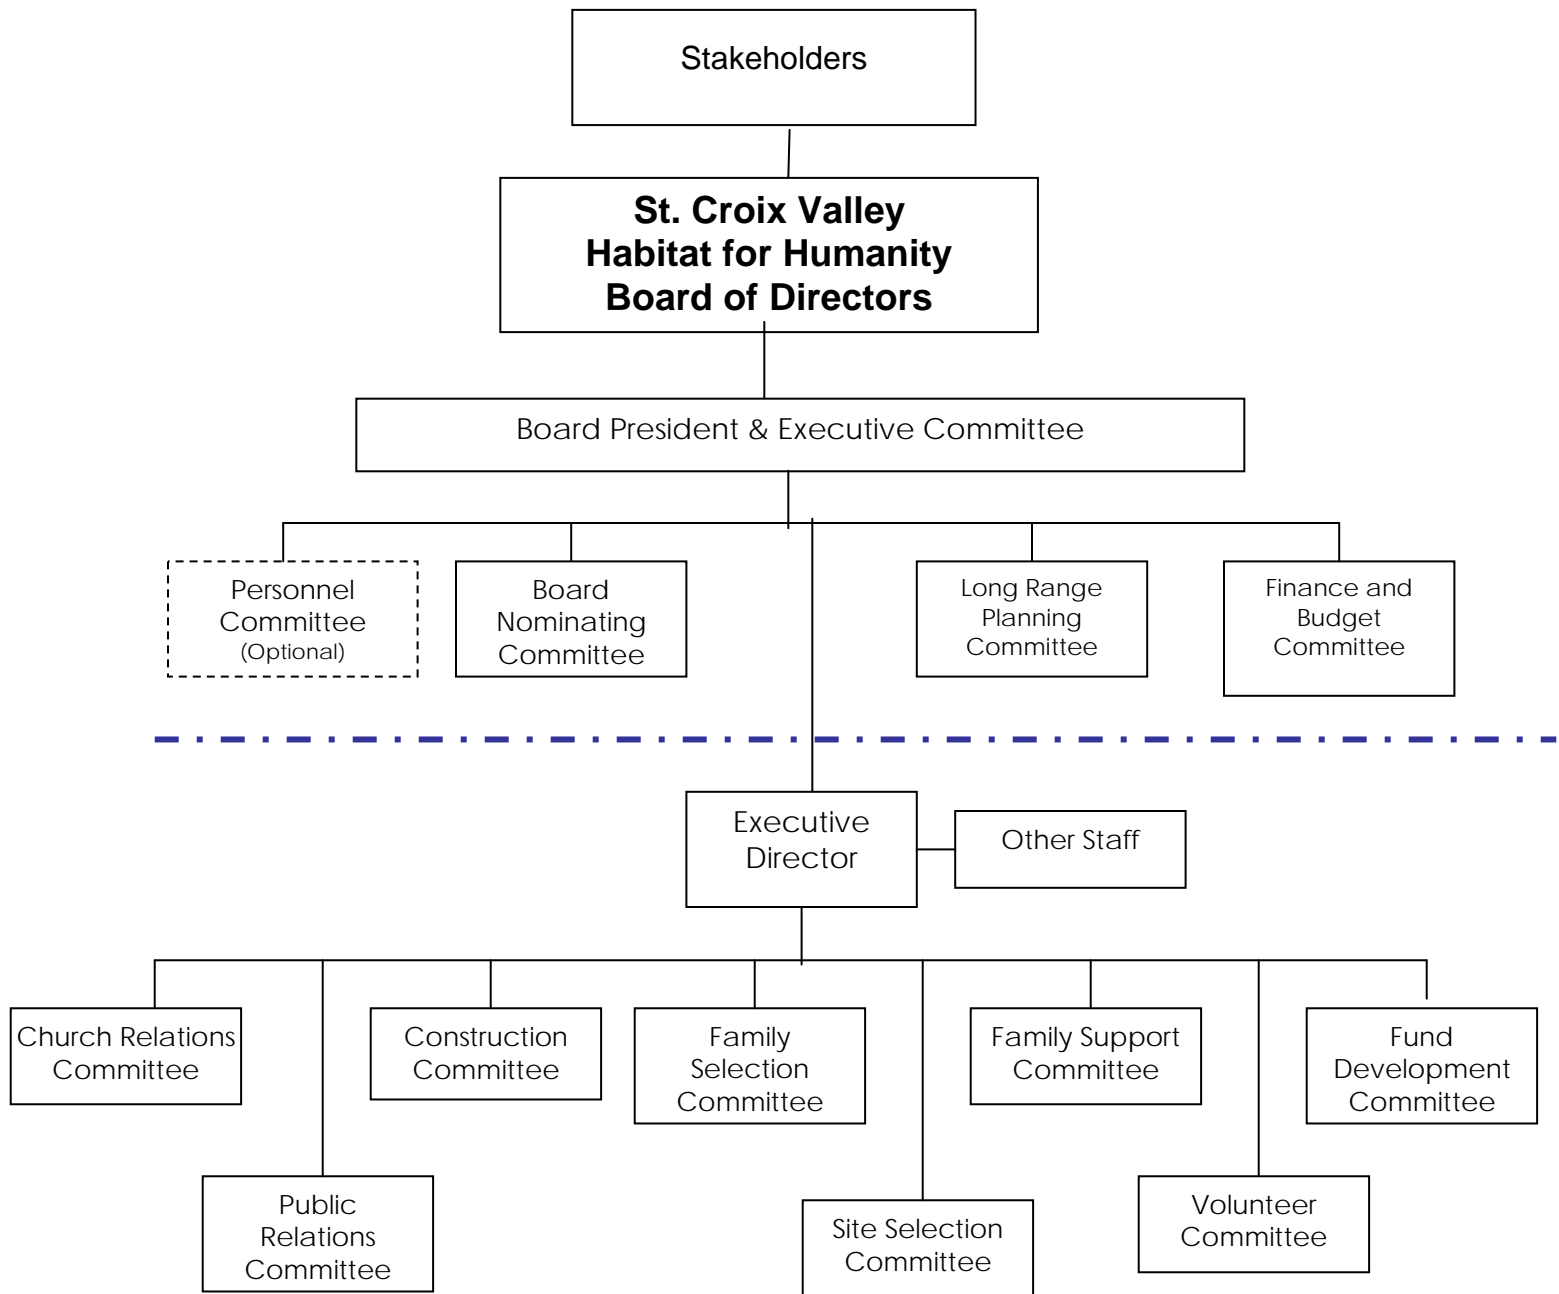 Stakeholders
St. Croix Valley
Habitat for Humanity
Board of Directors
Board President & Executive Committee
Personnel
Committee
(Optional)
Board
Nominating
Committee
Long Range
Planning
Committee
Finance and
Budget
Committee
Executive
Director
Other Staff
Church Relations
Committee
Construction
Committee
Family
Selection
Committee
Family Support
Committee
Fund
Development
Committee
Public
Relations
Committee
Site Selection
Committee
Volunteer
Committee